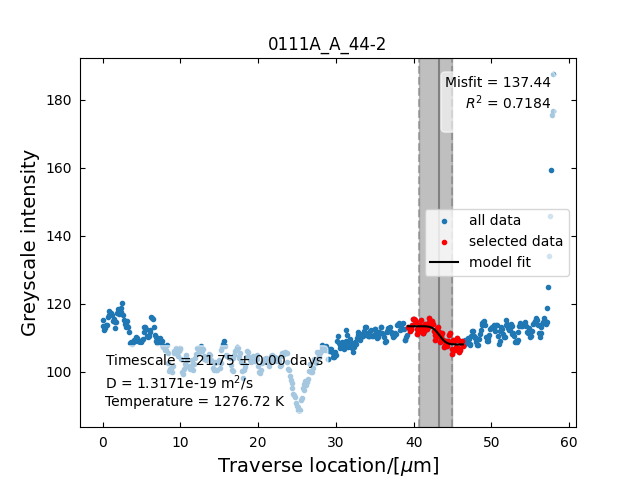 0111A_A_44-2
Misfit = 137.44
R² = 0.7184
all data
selected data
model fit
Timescale = 21.75 ± 0.00 days
D = 1.3171e-19 m²/s
Temperature = 1276.72 K
Greyscale intensity
180
160
140
120
100
0 10 20 30 40 50 60
Traverse location/[μm]